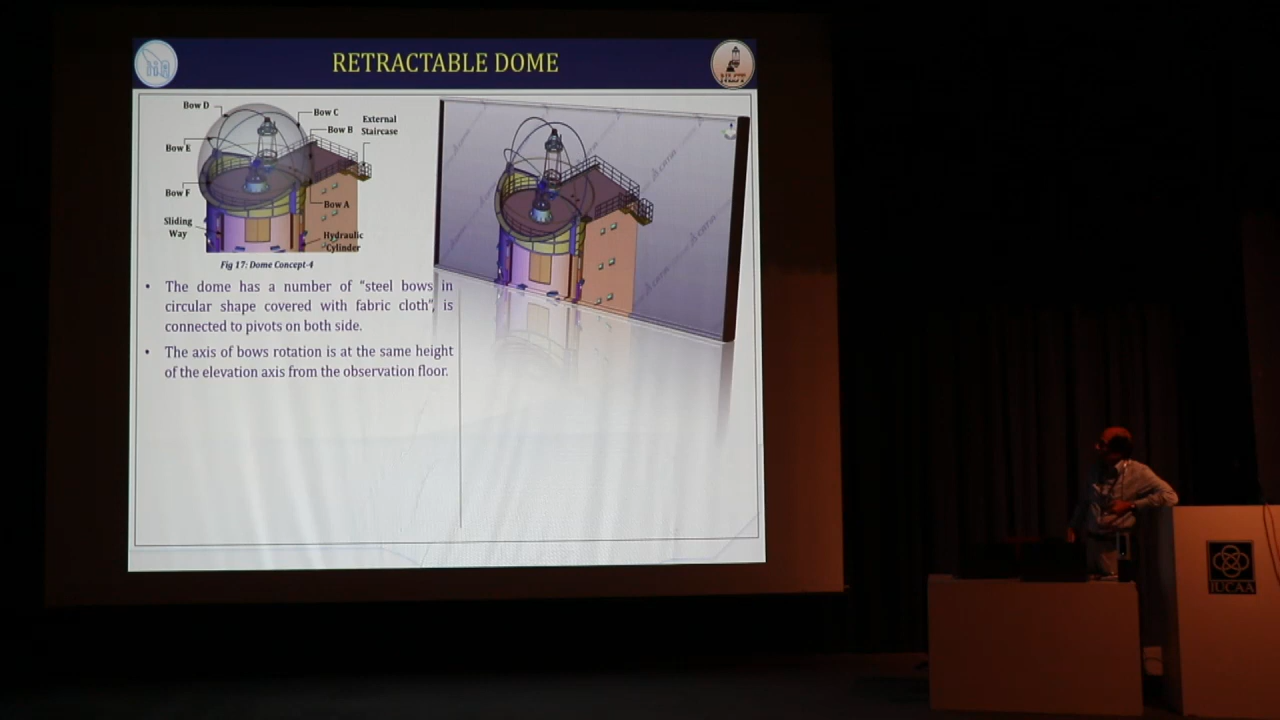 RETRACTABLE DOME
IIA
NLST
Bow D
Bow C
External
Staircase
Bow B
Bow E
Bow F
Bow A
Sliding
Way
Hydraulic
Cylinder
Fig 17: Dome Concept-4
• The dome has a number of “steel bows in
circular shape covered with fabric cloth”, is
connected to pivots on both side.
• The axis of bows rotation is at the same height
of the elevation axis from the observation floor.
IUCAA